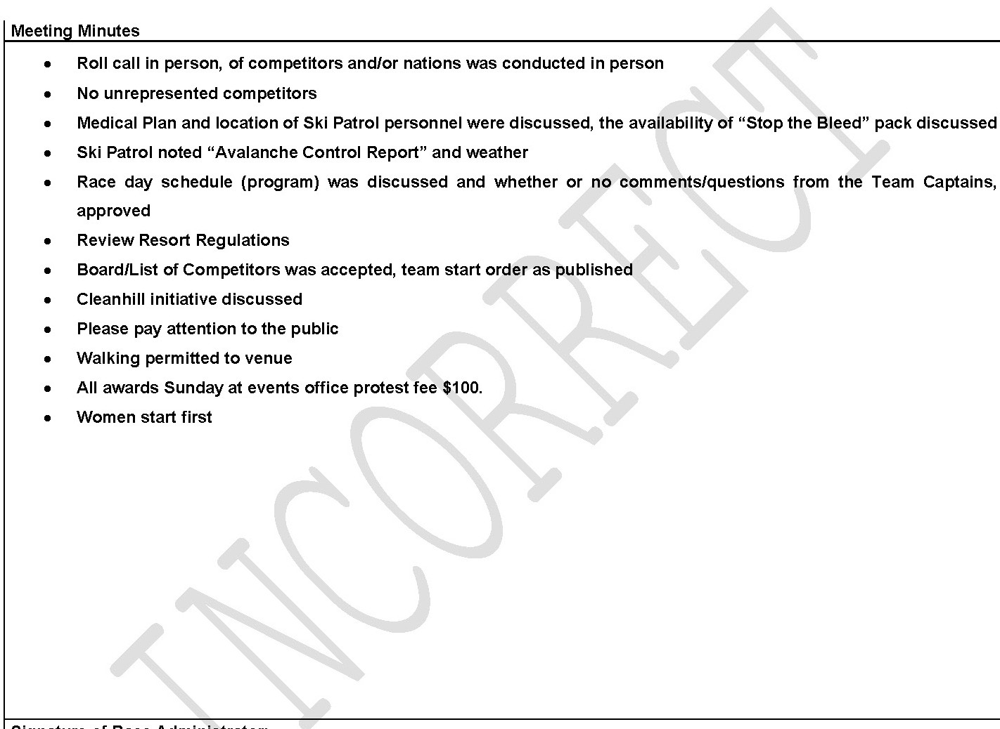 Meeting Minutes
• Roll call in person, of competitors and/or nations was conducted in person
• No unrepresented competitors
• Medical Plan and location of Ski Patrol personnel were discussed, the availability of “Stop the Bleed” pack discussed
• Ski Patrol noted “Avalanche Control Report” and weather
• Race day schedule (program) was discussed and whether or no comments/questions from the Team Captains,
approved
• Review Resort Regulations
• Board/List of Competitors was accepted, team start order as published
• Cleanhill initiative discussed
• Please pay attention to the public
• Walking permitted to venue
• All awards Sunday at events office protest fee $100.
• Women start first
INCORRECT
Signature of Race Administrator: